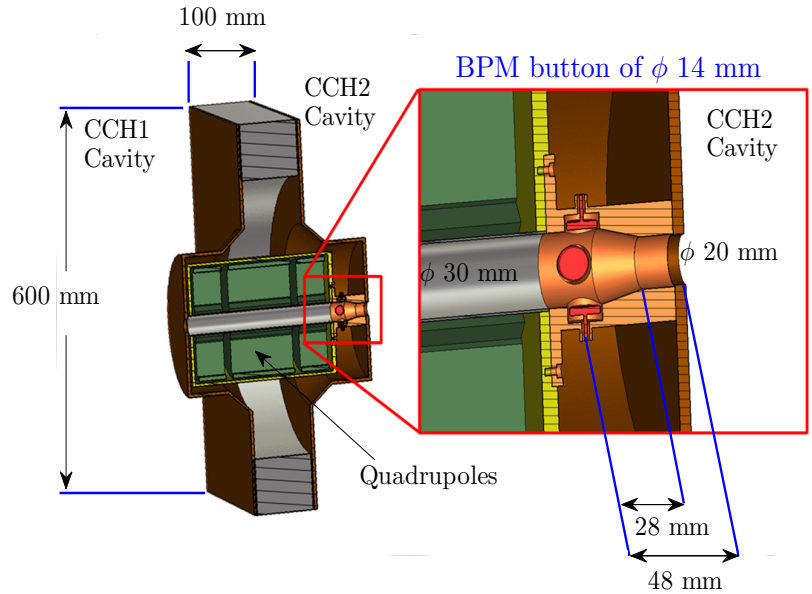 100 mm
CCH2
Cavity
CCH1
Cavity
600 mm
Quadrupoles
BPM button of ϕ 14 mm
CCH2
Cavity
ϕ 20 mm
ϕ 30 mm
28 mm
48 mm